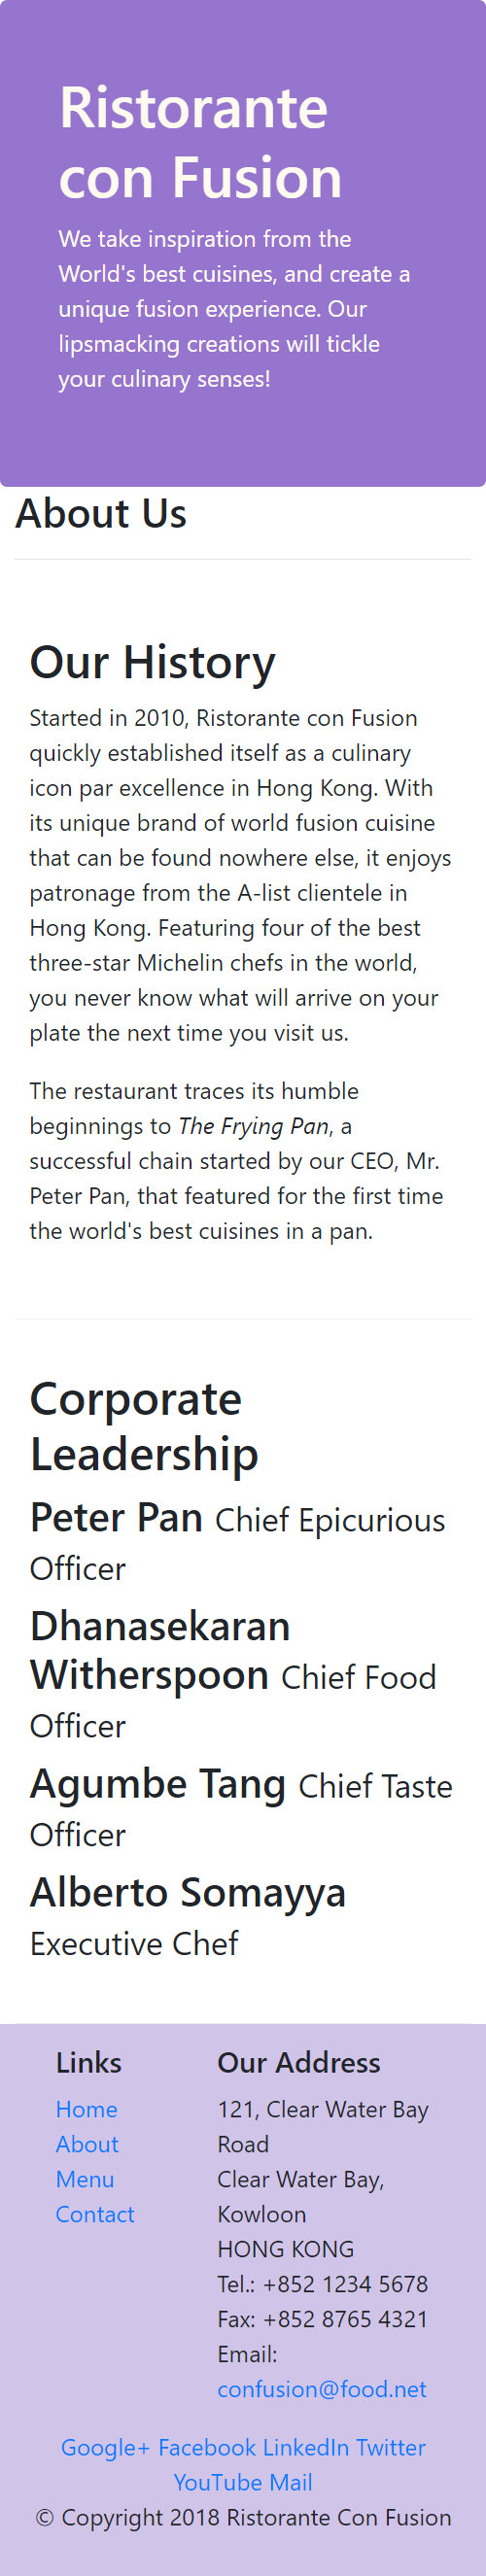 Ristorante
con Fusion
We take inspiration from the
World's best cuisines, and create a
unique fusion experience. Our
lipsmacking creations will tickle
your culinary senses!
About Us
Our History
Started in 2010, Ristorante con Fusion
quickly established itself as a culinary
icon par excellence in Hong Kong. With
its unique brand of world fusion cuisine
that can be found nowhere else, it enjoys
patronage from the A-list clientele in
Hong Kong. Featuring four of the best
three-star Michelin chefs in the world,
you never know what will arrive on your
plate the next time you visit us.
The restaurant traces its humble
beginnings to The Frying Pan, a
successful chain started by our CEO, Mr.
Peter Pan, that featured for the first time
the world's best cuisines in a pan.
Corporate
Leadership
Peter Pan Chief Epicurious
Officer
Dhanasekaran
Witherspoon Chief Food
Officer
Agumbe Tang Chief Taste
Officer
Alberto Somayya
Executive Chef
Links
Home
About
Menu
Contact
Our Address
121, Clear Water Bay
Road
Clear Water Bay,
Kowloon
HONG KONG
Tel.: +852 1234 5678
Fax: +852 8765 4321
Email:
confusion@food.net
Google+ Facebook LinkedIn Twitter
YouTube Mail
© Copyright 2018 Ristorante Con Fusion